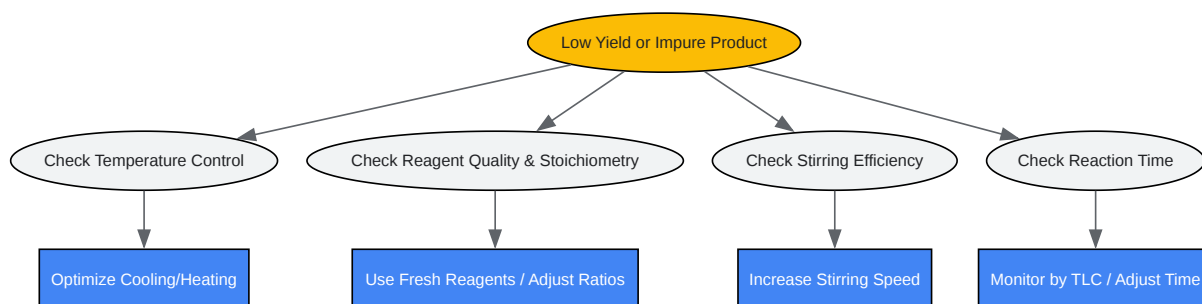 Low Yield or Impure Product
Check Temperature Control
Check Reagent Quality & Stoichiometry
Check Stirring Efficiency
Check Reaction Time
Optimize Cooling/Heating
Use Fresh Reagents / Adjust Ratios
Increase Stirring Speed
Monitor by TLC / Adjust Time